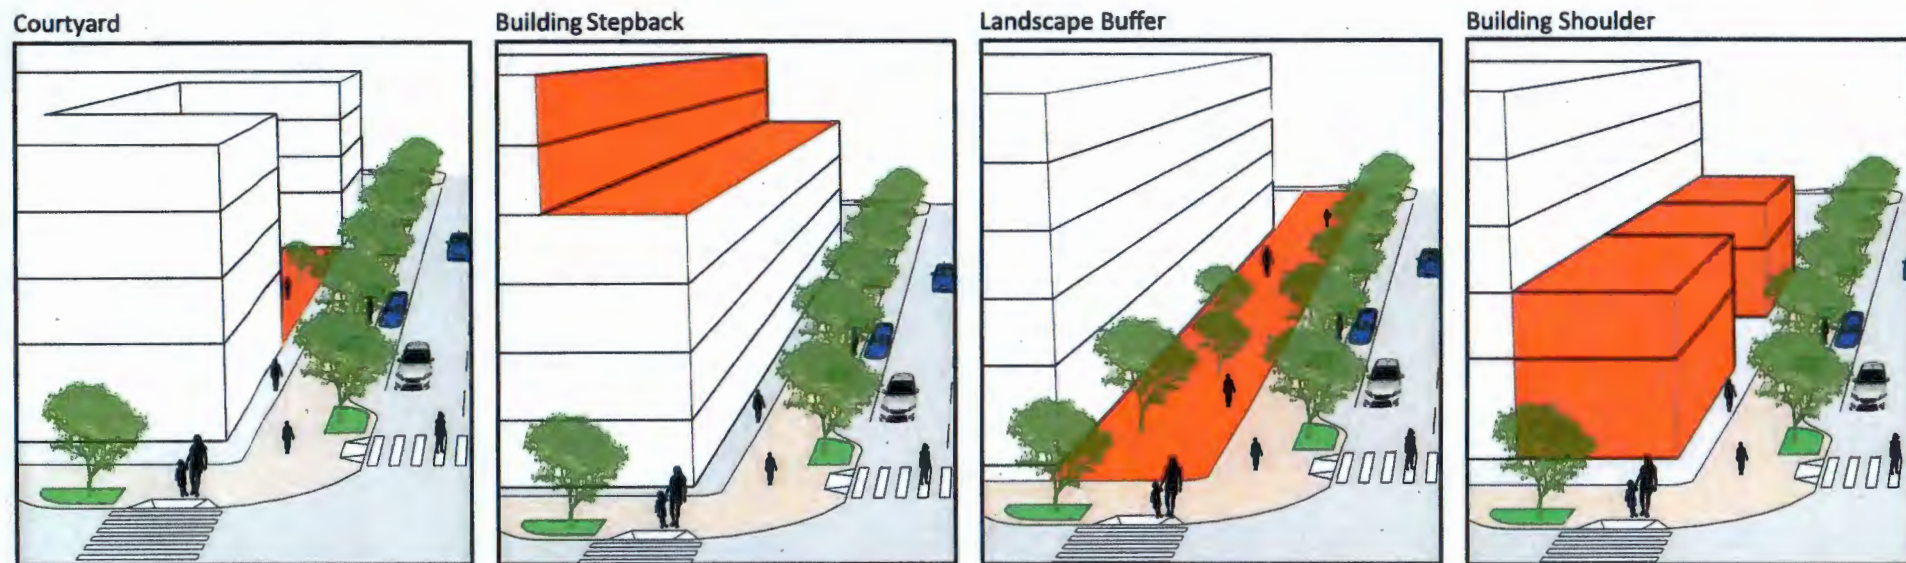 Courtyard
Building Stepback
Landscape Buffer
Building Shoulder